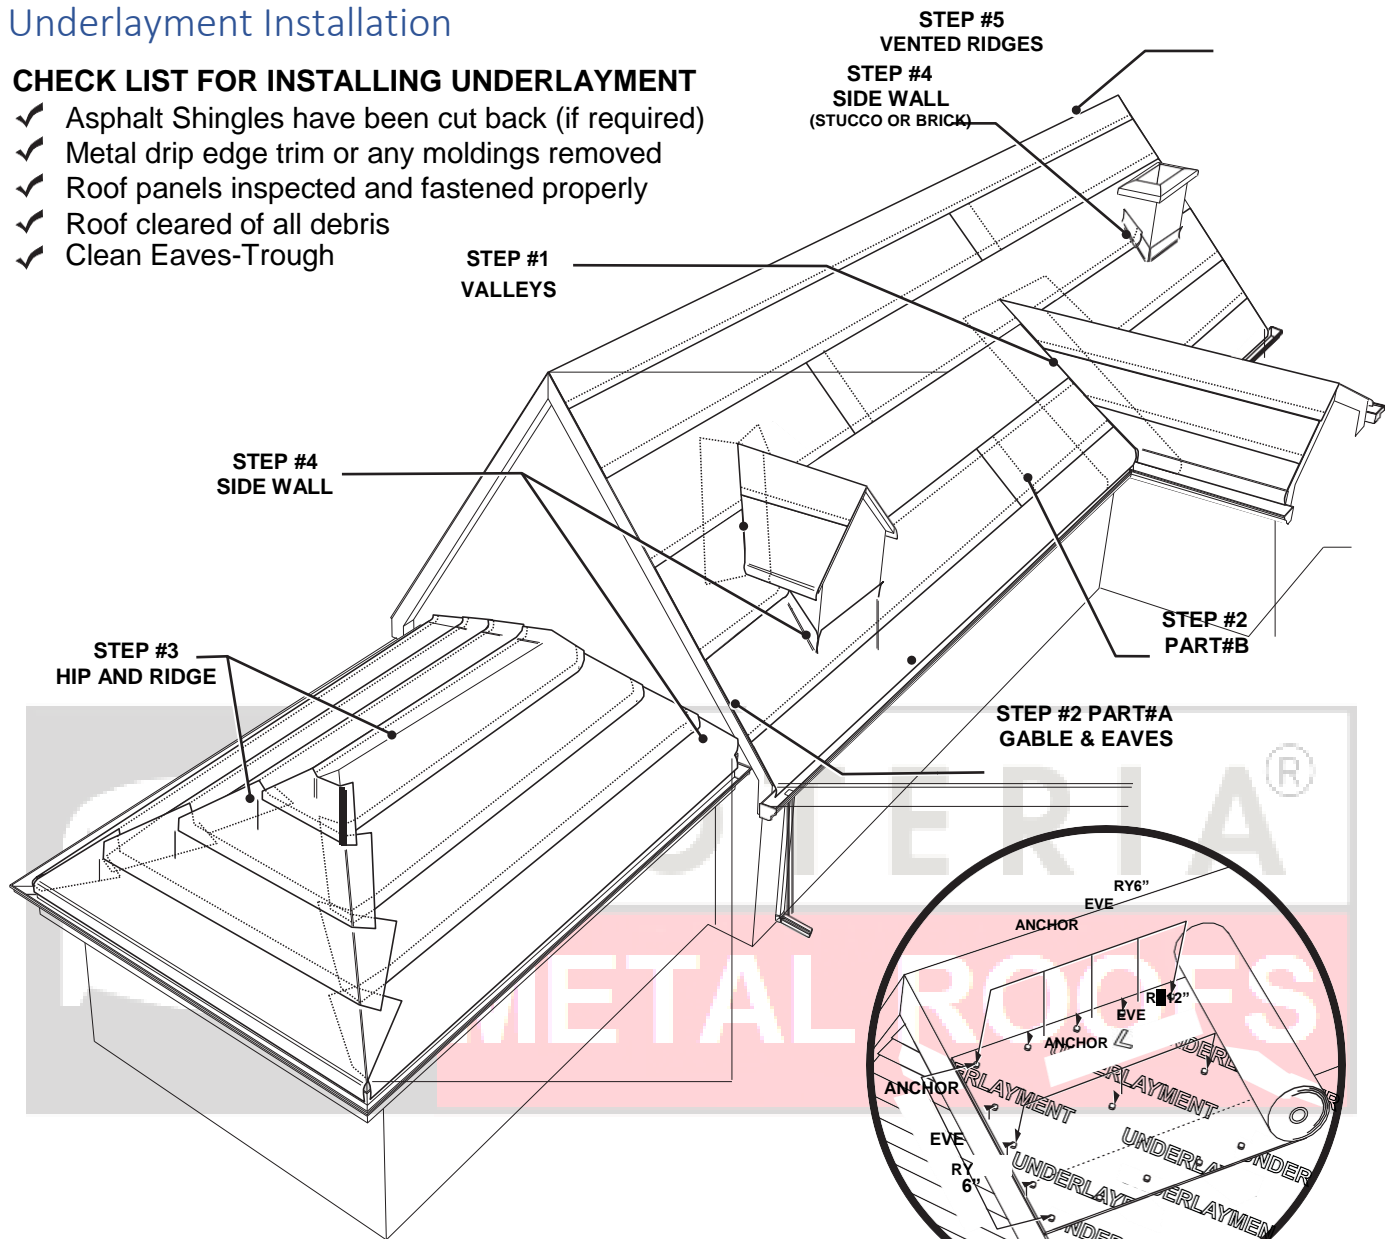 Underlayment Installation
CHECK LIST FOR INSTALLING UNDERLAYMENT
Asphalt Shingles have been cut back (if required)
Metal drip edge trim or any moldings removed
Roof panels inspected and fastened properly
Roof cleared of all debris
Clean Eaves-Trough
STEP #5
VENTED RIDGES
STEP #4
SIDE WALL
(STUCCO OR BRICK)
STEP #1
VALLEYS
STEP #4
SIDE WALL
STEP #3
HIP AND RIDGE
STEP #2
PART#B
STEP #2 PART#A
GABLE & EAVES
METAL ROOFS
RY6”
EVE
ANCHOR
12”
EVE
ANCHOR
ANCHOR
EVE
RY
6”
UNDERLAYMENT